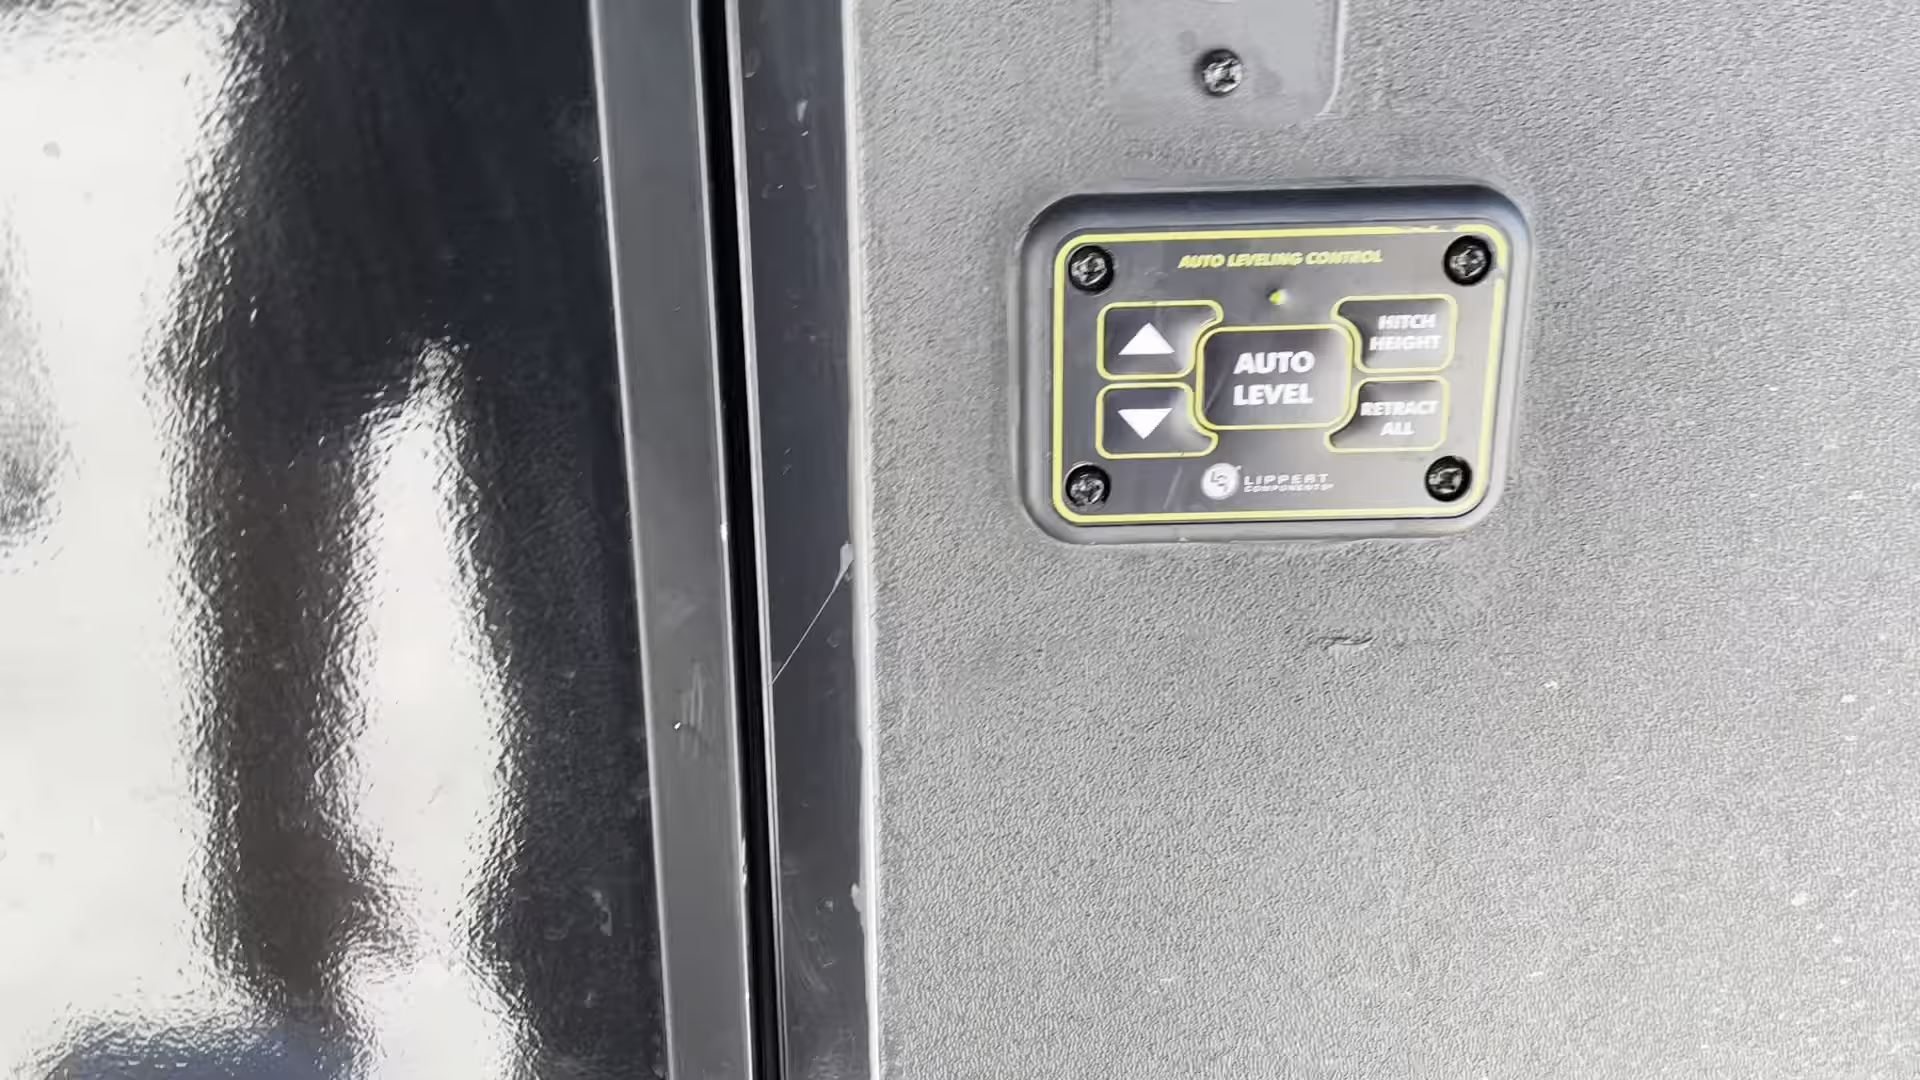 AUTO LEVELING CONTROL
AUTO
LEVEL
HITCH
HEIGHT
RETRACT
ALL
LIPPERT
COMPONENTS